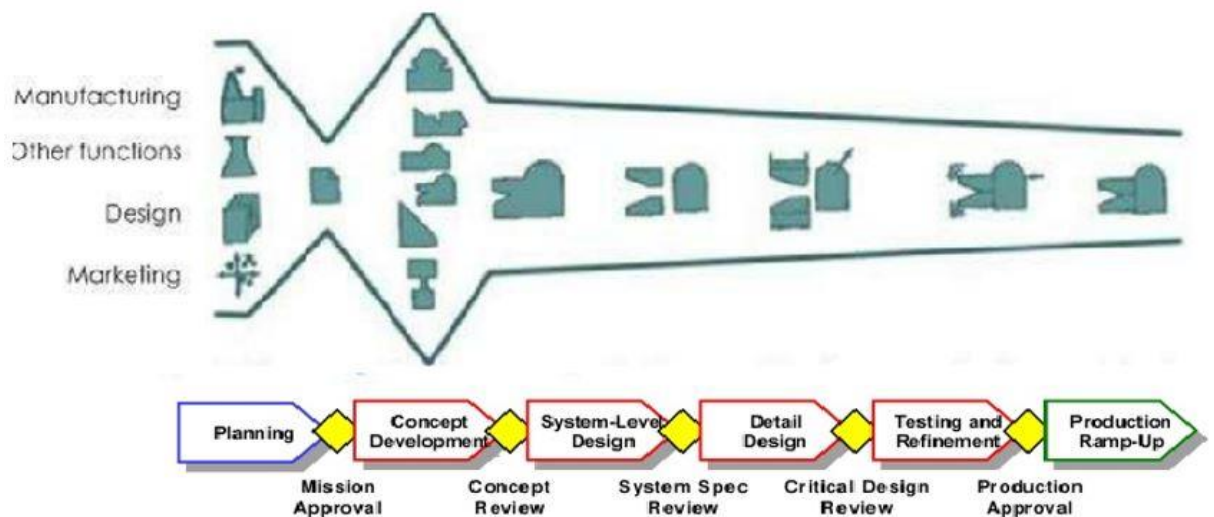 Manufacturing
Other functions
Design
Marketing
Planning
Concept
Development
System-Level
Design
Detail
Design
Testing and
Refinement
Production
Ramp-Up
Mission
Approval
Concept
Review
System Spec
Review
Critical Design
Review
Production
Approval